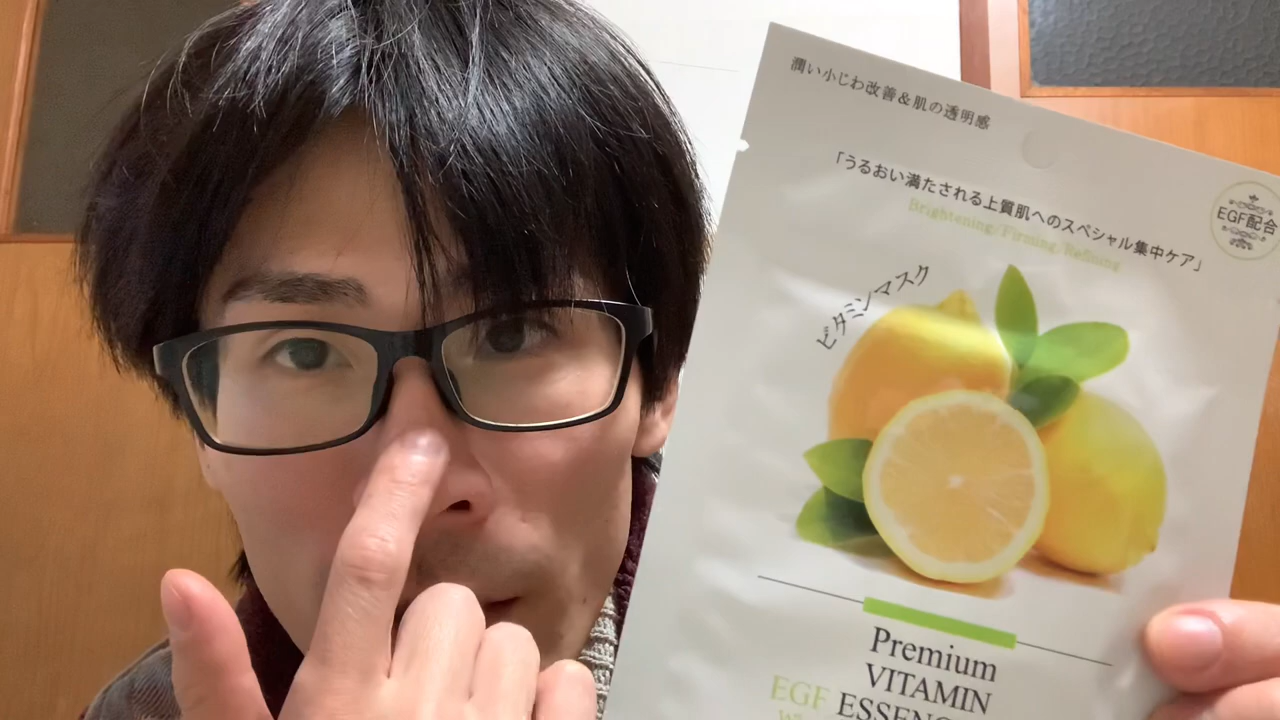 潤い小じわ改善&肌の透明感
「うるおい満たされる上質肌へのスペシャル集中ケア」
Brightening/Firming/Refining
EGF配合
ビタミンマスク
Premium
VITAMIN
EGF ESSENC